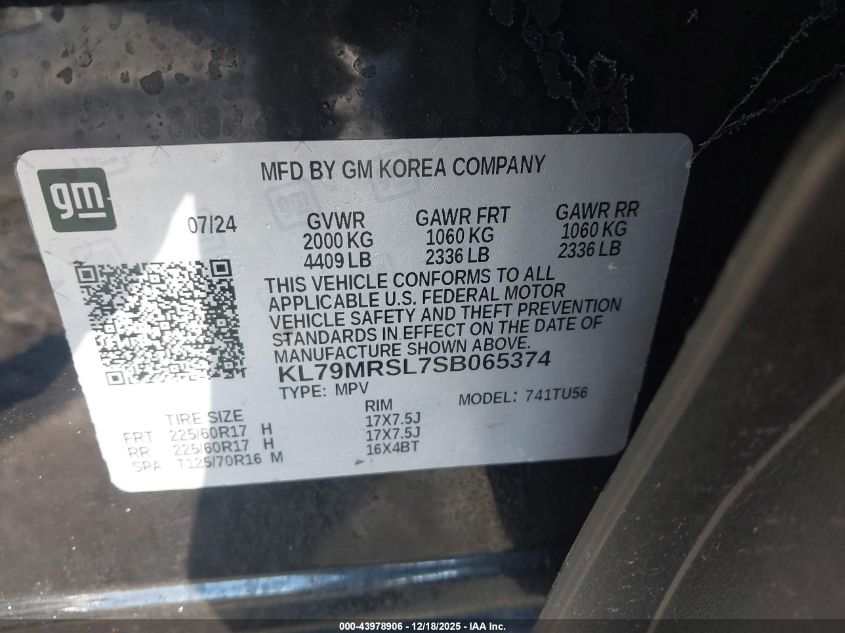 MFD BY GM KOREA COMPANY
gm
07/24
GVWR GAWR FRT GAWR RR
2000 KG 1060 KG 1060 KG
4409 LB 2336 LB 2336 LB
THIS VEHICLE CONFORMS TO ALL
APPLICABLE U.S. FEDERAL MOTOR
VEHICLE SAFETY AND THEFT PREVENTION
STANDARDS IN EFFECT ON THE DATE OF
MANUFACTURE SHOWN ABOVE.
KL79MRSL7SB065374
TYPE: MPV MODEL: 741TU56
TIRE SIZE RIM
FRT 225/60R17 H 17X7.5J
RR 225/60R17 H 17X7.5J
SPA T125/70R16 M 16X4BT
000-43978906 - 12/18/2025 - IAA Inc.